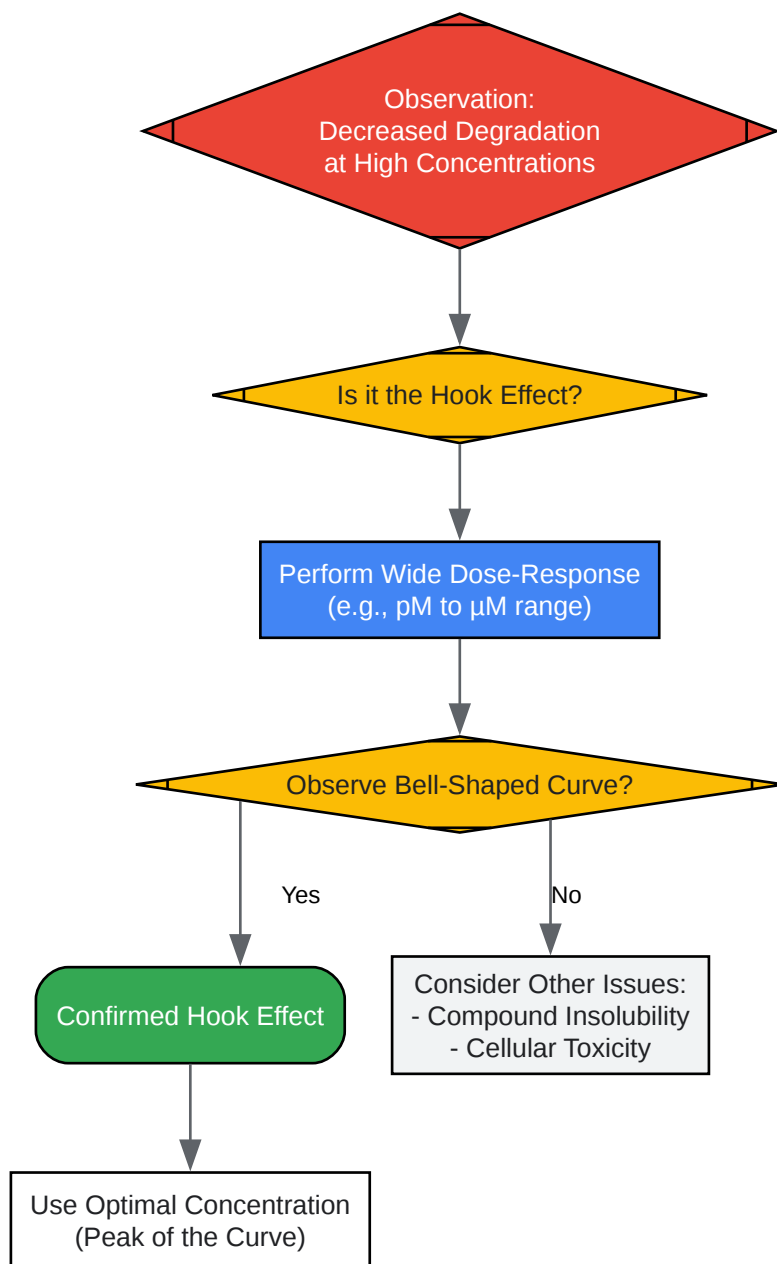 Observation:
Decreased Degradation
at High Concentrations
Is it the Hook Effect?
Perform Wide Dose-Response
(e.g., pM to µM range)
Observe Bell-Shaped Curve?
Yes
No
Confirmed Hook Effect
Consider Other Issues:
- Compound Insolubility
- Cellular Toxicity
Use Optimal Concentration
(Peak of the Curve)